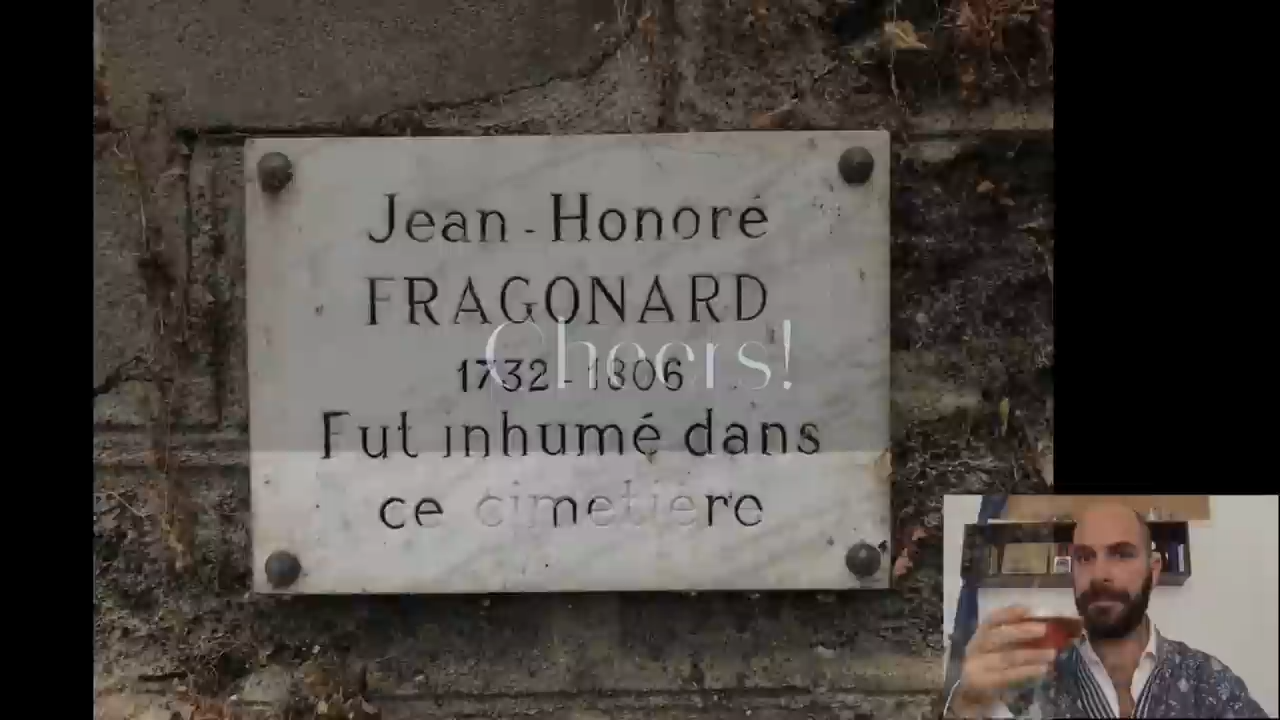 Jean-Honoré
FRAGONARD
Cheers!
1732-1806
Fut inhumé dans
ce cimetière